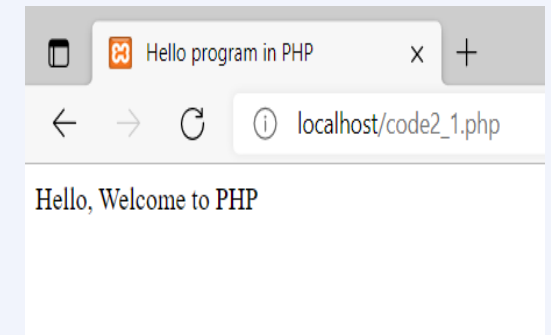 Hello program in PHP
localhost/code2_1.php
Hello, Welcome to PHP